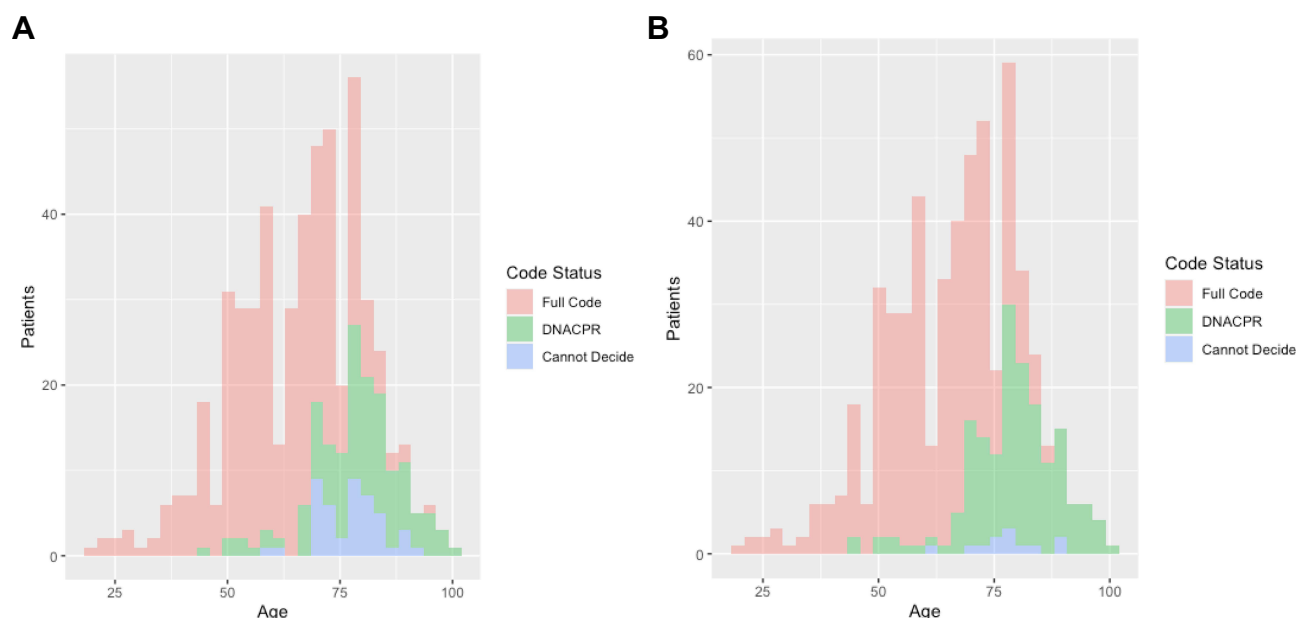 A
Patients
40
20
0
25
50
75
100
Age
Code Status
Full Code
DNACPR
Cannot Decide
B
Patients
60
40
20
0
25
50
75
100
Age
Code Status
Full Code
DNACPR
Cannot Decide